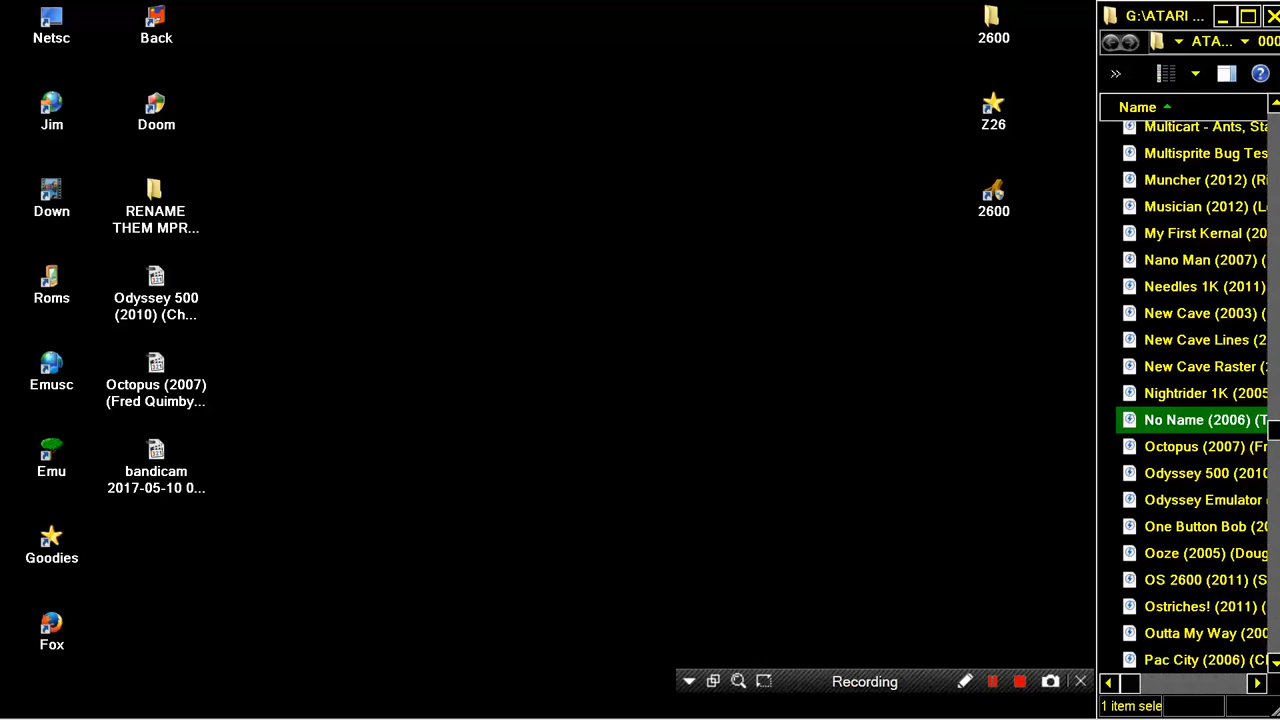 Netsc
Back
2600
Jim
Doom
Z26
Down
RENAME
THEM MPR...
2600
Roms
Odyssey 500
(2010) (Ch...
Emusc
Octopus (2007)
(Fred Quimby...
Emu
bandicam
2017-05-10 0...
Goodies
Fox
Recording
G:\ATARI ...
ATA...
000
Name
Multicart - Ants, Sta
Multisprite Bug Tes
Muncher (2012) (Ri
Musician (2012) (Le
My First Kernal (20
Nano Man (2007) (
Needles 1K (2011)
New Cave (2003) (
New Cave Lines (2
New Cave Raster (
Nightrider 1K (2005
No Name (2006) (T
Octopus (2007) (Fr
Odyssey 500 (2010
Odyssey Emulator
One Button Bob (20
Ooze (2005) (Doug
OS 2600 (2011) (S
Ostriches! (2011) (
Outta My Way (200
Pac City (2006) (C
1 item sele